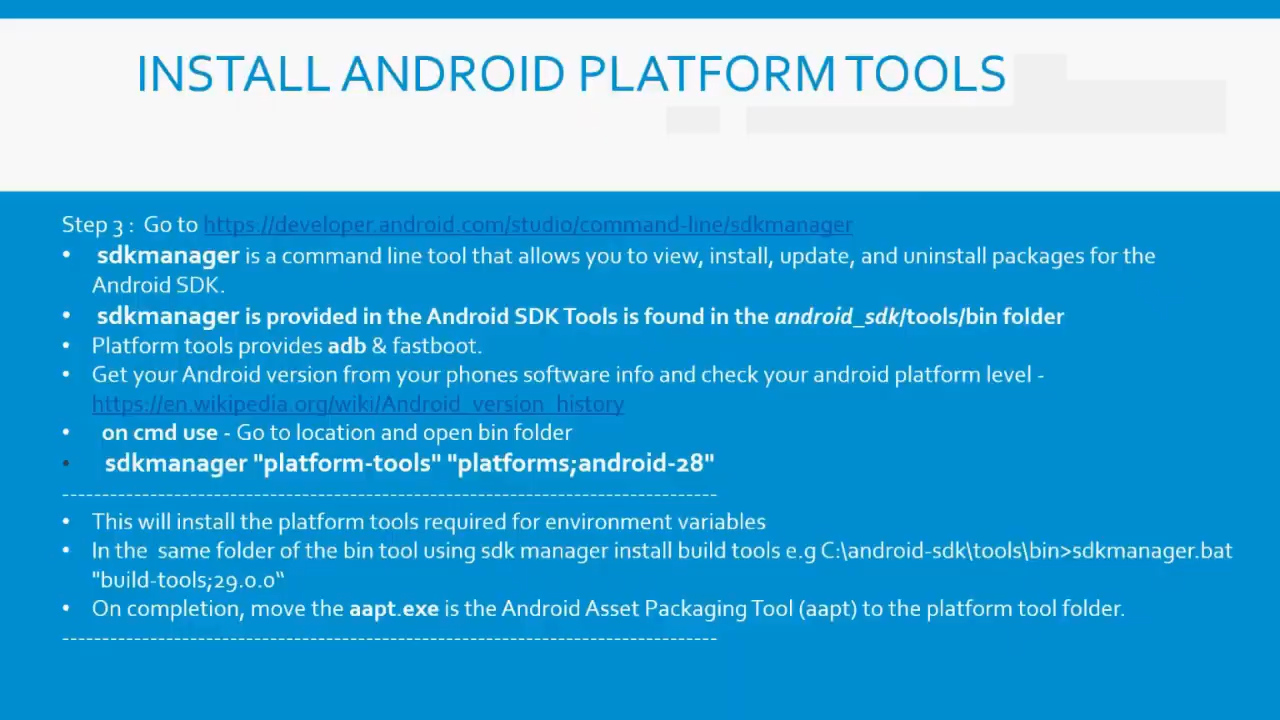 INSTALL ANDROID PLATFORM TOOLS
Step 3 :  Go to https://developer.android.com/studio/command-line/sdkmanager
• sdkmanager is a command line tool that allows you to view, install, update, and uninstall packages for the
Android SDK.
• sdkmanager is provided in the Android SDK Tools is found in the android_sdk/tools/bin folder
• Platform tools provides adb & fastboot.
• Get your Android version from your phones software info and check your android platform level -
https://en.wikipedia.org/wiki/Android_version_history
• on cmd use - Go to location and open bin folder
• sdkmanager "platform-tools" "platforms;android-28"
----------------------------------------------------------------------------------
• This will install the platform tools required for environment variables
• In the  same folder of the bin tool using sdk manager install build tools e.g C:\android-sdk\tools\bin>sdkmanager.bat
"build-tools;29.0.0“
• On completion, move the aapt.exe is the Android Asset Packaging Tool (aapt) to the platform tool folder.
----------------------------------------------------------------------------------